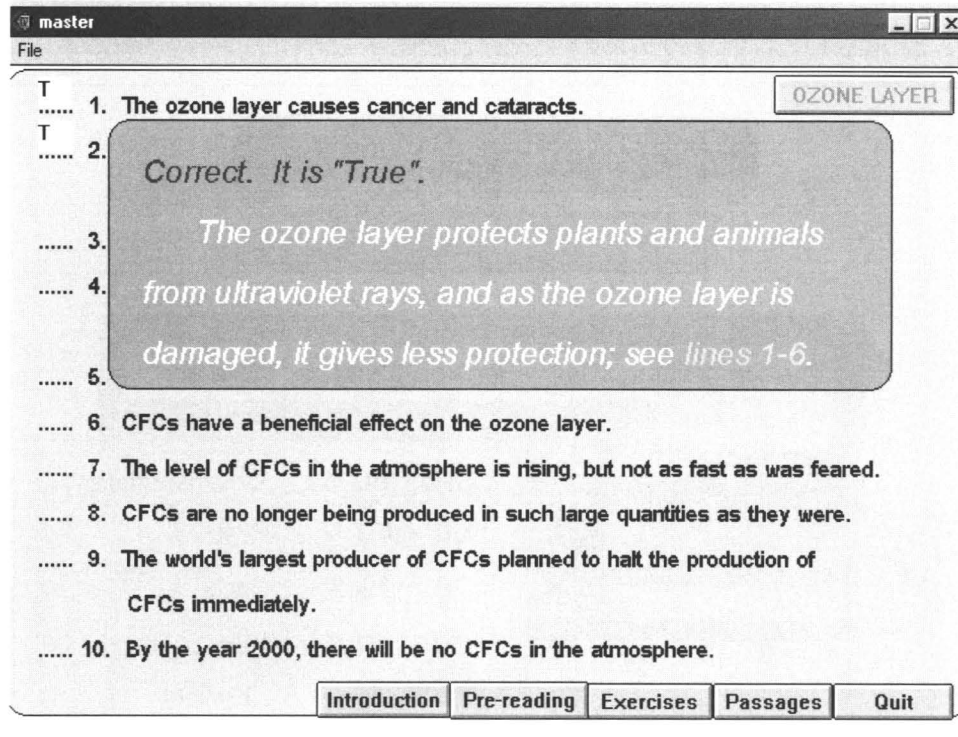 master
File
T
...... 1. The ozone layer causes cancer and cataracts.
OZONE LAYER
T
...... 2.
Correct. It is "True".
The ozone layer protects plants and animals
...... 3.
from ultraviolet rays, and as the ozone layer is
...... 4.
damaged, it gives less protection; see lines 1-6.
...... 5.
...... 6. CFCs have a beneficial effect on the ozone layer.
...... 7. The level of CFCs in the atmosphere is rising, but not as fast as was feared.
...... 8. CFCs are no longer being produced in such large quantities as they were.
...... 9. The world's largest producer of CFCs planned to halt the production of
CFCs immediately.
...... 10. By the year 2000, there will be no CFCs in the atmosphere.
Introduction Pre-reading Exercises Passages Quit